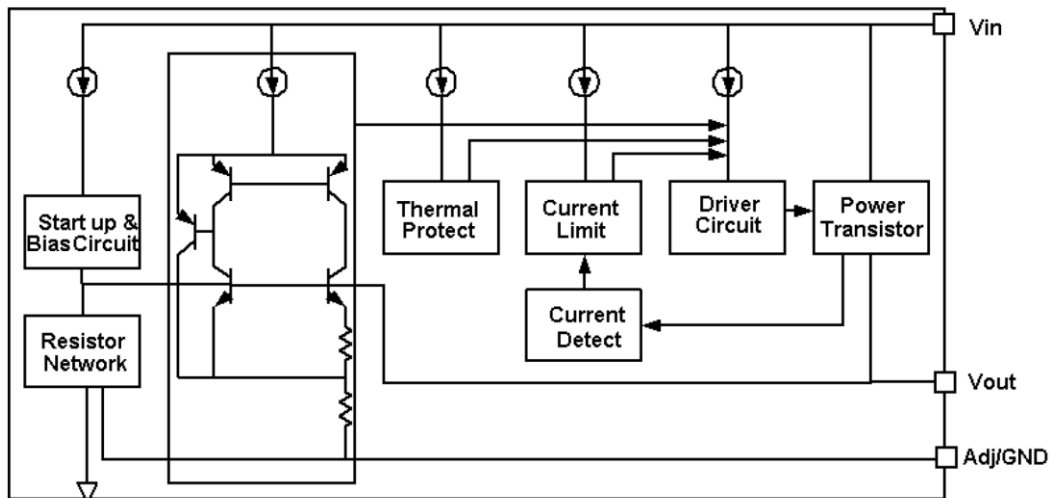 Vin
Start up &
Bias Circuit
Thermal
Protect
Current
Limit
Driver
Circuit
Power
Transistor
Resistor
Network
Current
Detect
Vout
Adj/GND